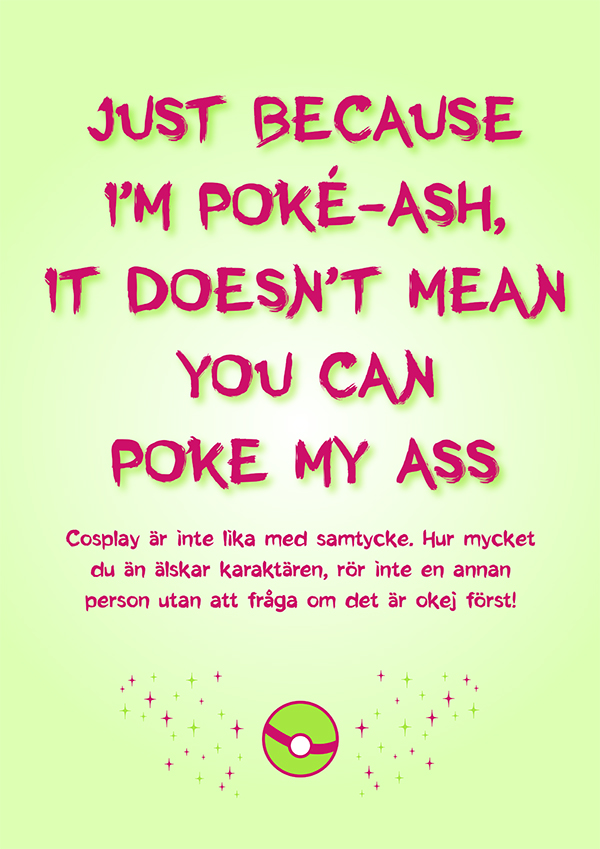 JUST BECAUSE
I'M POKÉ-ASH,
IT DOESN'T MEAN
YOU CAN
POKE MY ASS
Cosplay är inte lika med samtycke. Hur mycket
du än älskar karaktären, rör inte en annan
person utan att fråga om det är okej först!